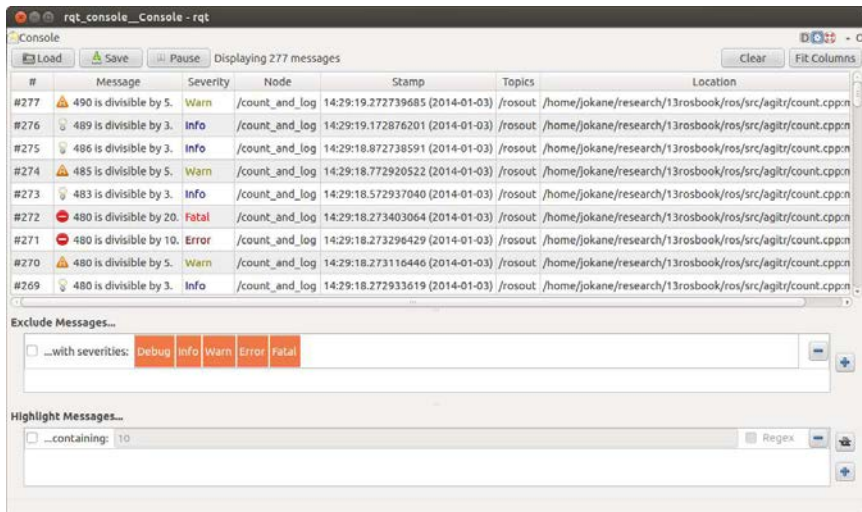 rqt_console__Console - rqt
Console D
Load Save Pause Displaying 277 messages Clear Fit Columns
# Message Severity Node Stamp Topics Location
#277 490 is divisible by 5. Warn /count_and_log 14:29:19.272739685 (2014-01-03) /rosout /home/jokane/research/13rosbook/ros/src/agitr/count.cpp:n
#276 489 is divisible by 3. Info /count_and_log 14:29:19.172876201 (2014-01-03) /rosout /home/jokane/research/13rosbook/ros/src/agitr/count.cpp:n
#275 486 is divisible by 3. Info /count_and_log 14:29:18.872738591 (2014-01-03) /rosout /home/jokane/research/13rosbook/ros/src/agitr/count.cpp:n
#274 485 is divisible by 5. Warn /count_and_log 14:29:18.772920522 (2014-01-03) /rosout /home/jokane/research/13rosbook/ros/src/agitr/count.cpp:n
#273 483 is divisible by 3. Info /count_and_log 14:29:18.572937040 (2014-01-03) /rosout /home/jokane/research/13rosbook/ros/src/agitr/count.cpp:n
#272 480 is divisible by 20. Fatal /count_and_log 14:29:18.273403064 (2014-01-03) /rosout /home/jokane/research/13rosbook/ros/src/agitr/count.cpp:n
#271 480 is divisible by 10. Error /count_and_log 14:29:18.273296429 (2014-01-03) /rosout /home/jokane/research/13rosbook/ros/src/agitr/count.cpp:n
#270 480 is divisible by 5. Warn /count_and_log 14:29:18.273116446 (2014-01-03) /rosout /home/jokane/research/13rosbook/ros/src/agitr/count.cpp:n
#269 480 is divisible by 3. Info /count_and_log 14:29:18.272933619 (2014-01-03) /rosout /home/jokane/research/13rosbook/ros/src/agitr/count.cpp:n
Exclude Messages...
...with severities: Debug Info Warn Error Fatal
Highlight Messages...
...containing: 10 Regex